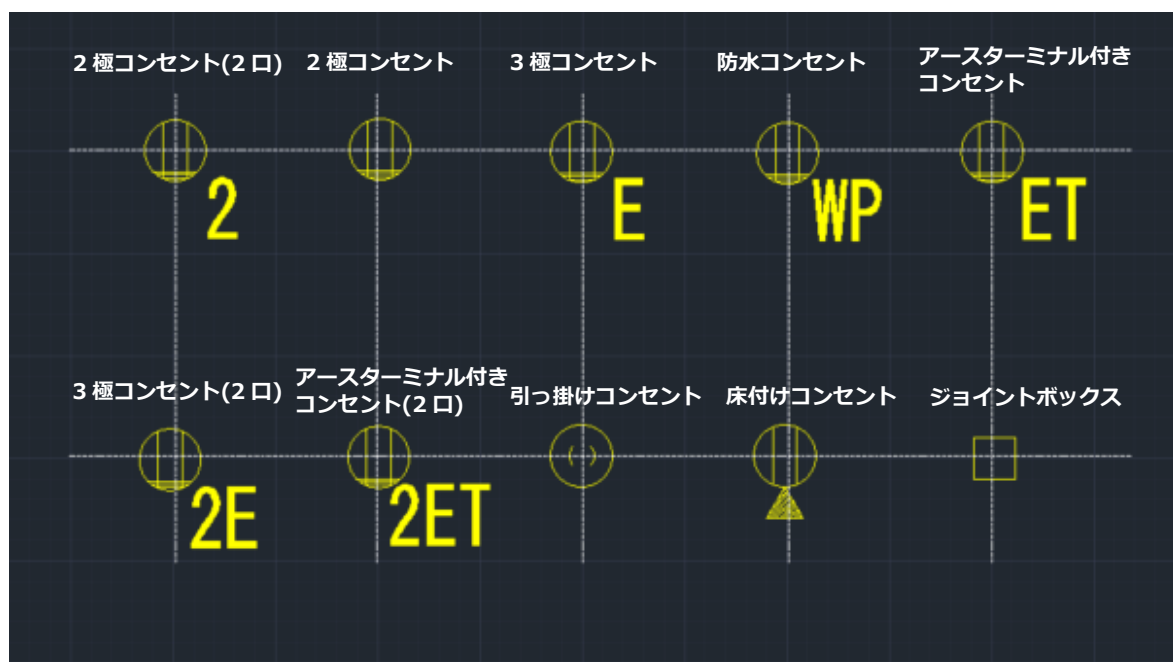 ２極コンセント(２口)
２極コンセント
３極コンセント
防水コンセント
アースターミナル付き
コンセント
2
E
WP
ET
３極コンセント(２口)
アースターミナル付き
コンセント(２口)
引っ掛けコンセント
床付けコンセント
ジョイントボックス
2E
2ET